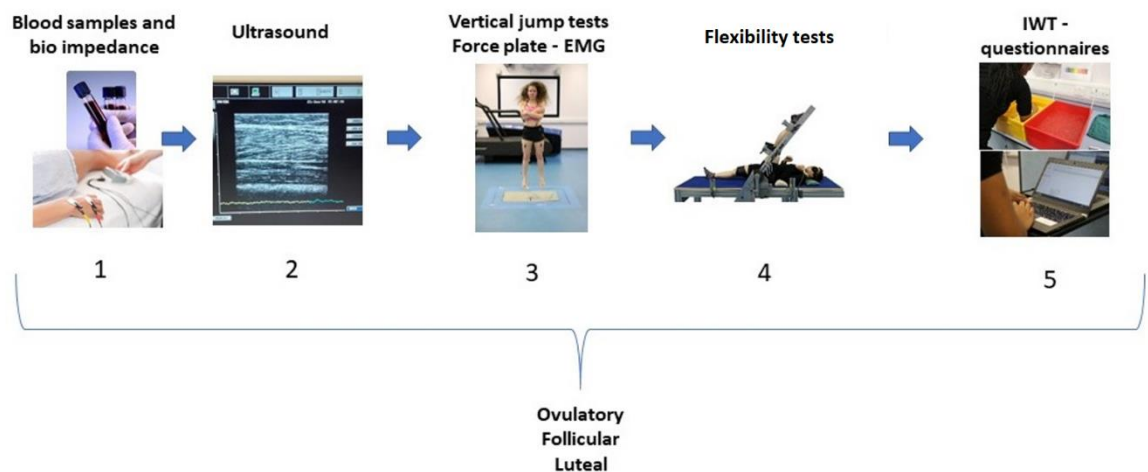 Blood samples and
bio impedance
Ultrasound
Vertical jump tests
Force plate - EMG
Flexibility tests
IWT -
questionnaires
1
2
3
4
5
Ovulatory
Follicular
Luteal